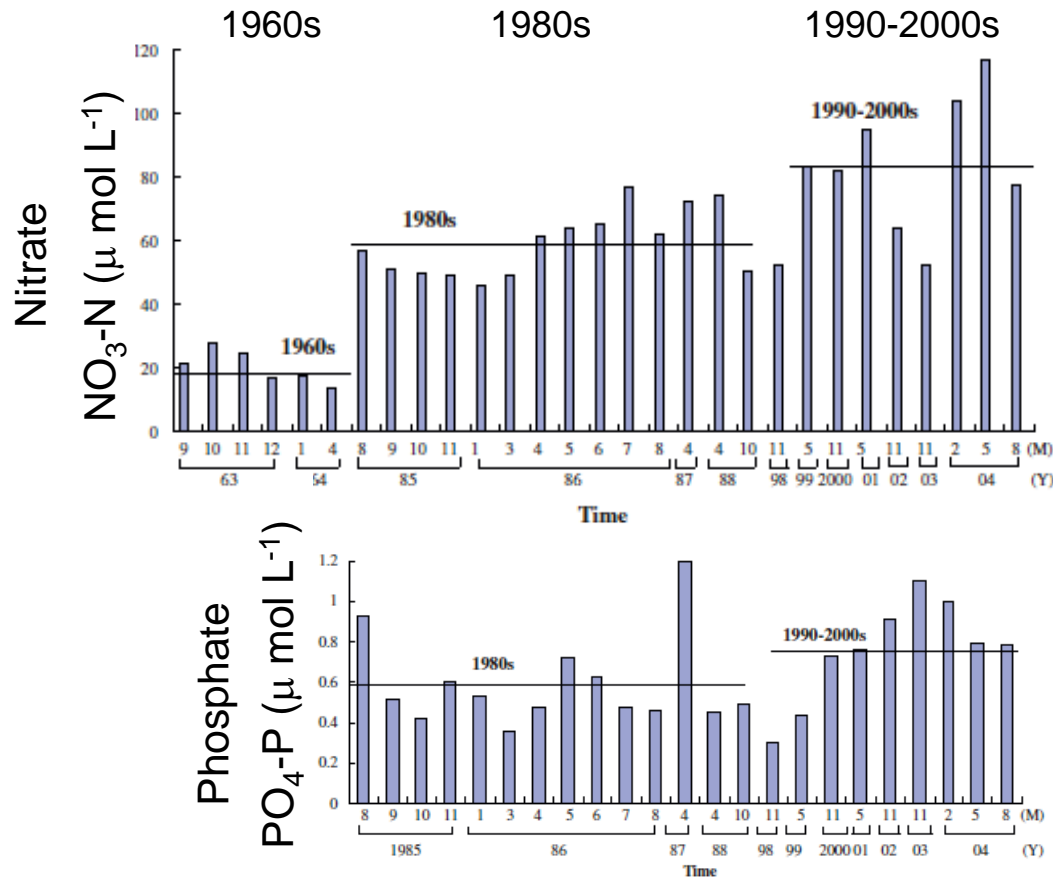 1960s 1980s 1990-2000s
Nitrate
NO3-N (μ mol L-1)
120
100
80
60
40
20
0
1960s
1980s
1990-2000s
9 10 11 12 1 4 8 9 10 11 1 3 4 5 6 7 8 4 4 10 11 5 11 5 11 11 2 5 8 (M)
63 64 85 86 87 88 98 99 2000 01 02 03 04 (Y)
Time
Phosphate
PO4-P (μ mol L-1)
1.2
1
0.8
0.6
0.4
0.2
0
1980s
1990-2000s
8 9 10 11 1 3 4 5 6 7 8 4 4 10 11 5 11 5 11 11 2 5 8 (M)
1985 86 87 88 98 99 2000 01 02 03 04 (Y)
Time